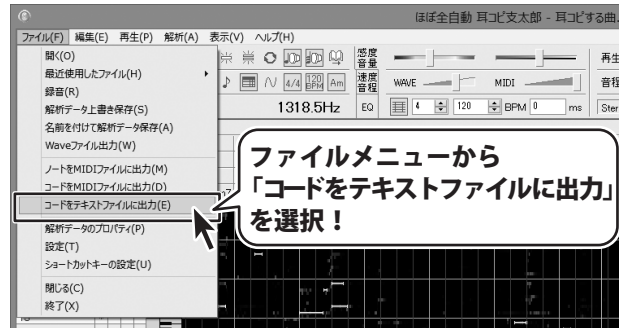 ほぼ全自動 耳コピ支太郎 - 耳コピする曲.
ファイル(F) 編集(E) 再生(P) 解析(A) 表示(V) ヘルプ(H)
開く(O)
最近使用したファイル(H)
録音(R)
解析データ上書き保存(S)
名前を付けて解析データ保存(A)
Waveファイル出力(W)
ノートをMIDIファイルに出力(M)
コードをMIDIファイルに出力(D)
コードをテキストファイルに出力(E)
解析データのプロパティ(P)
設定(T)
ショートカットキーの設定(U)
閉じる(C)
終了(X)
感度
音量
再生
4/4 120 BPM Am
速度
音程
WAVE MIDI 音程
1318.5Hz EQ 4 120 BPM 0 ms Ster
ファイルメニューから
「コードをテキストファイルに出力」
を選択！